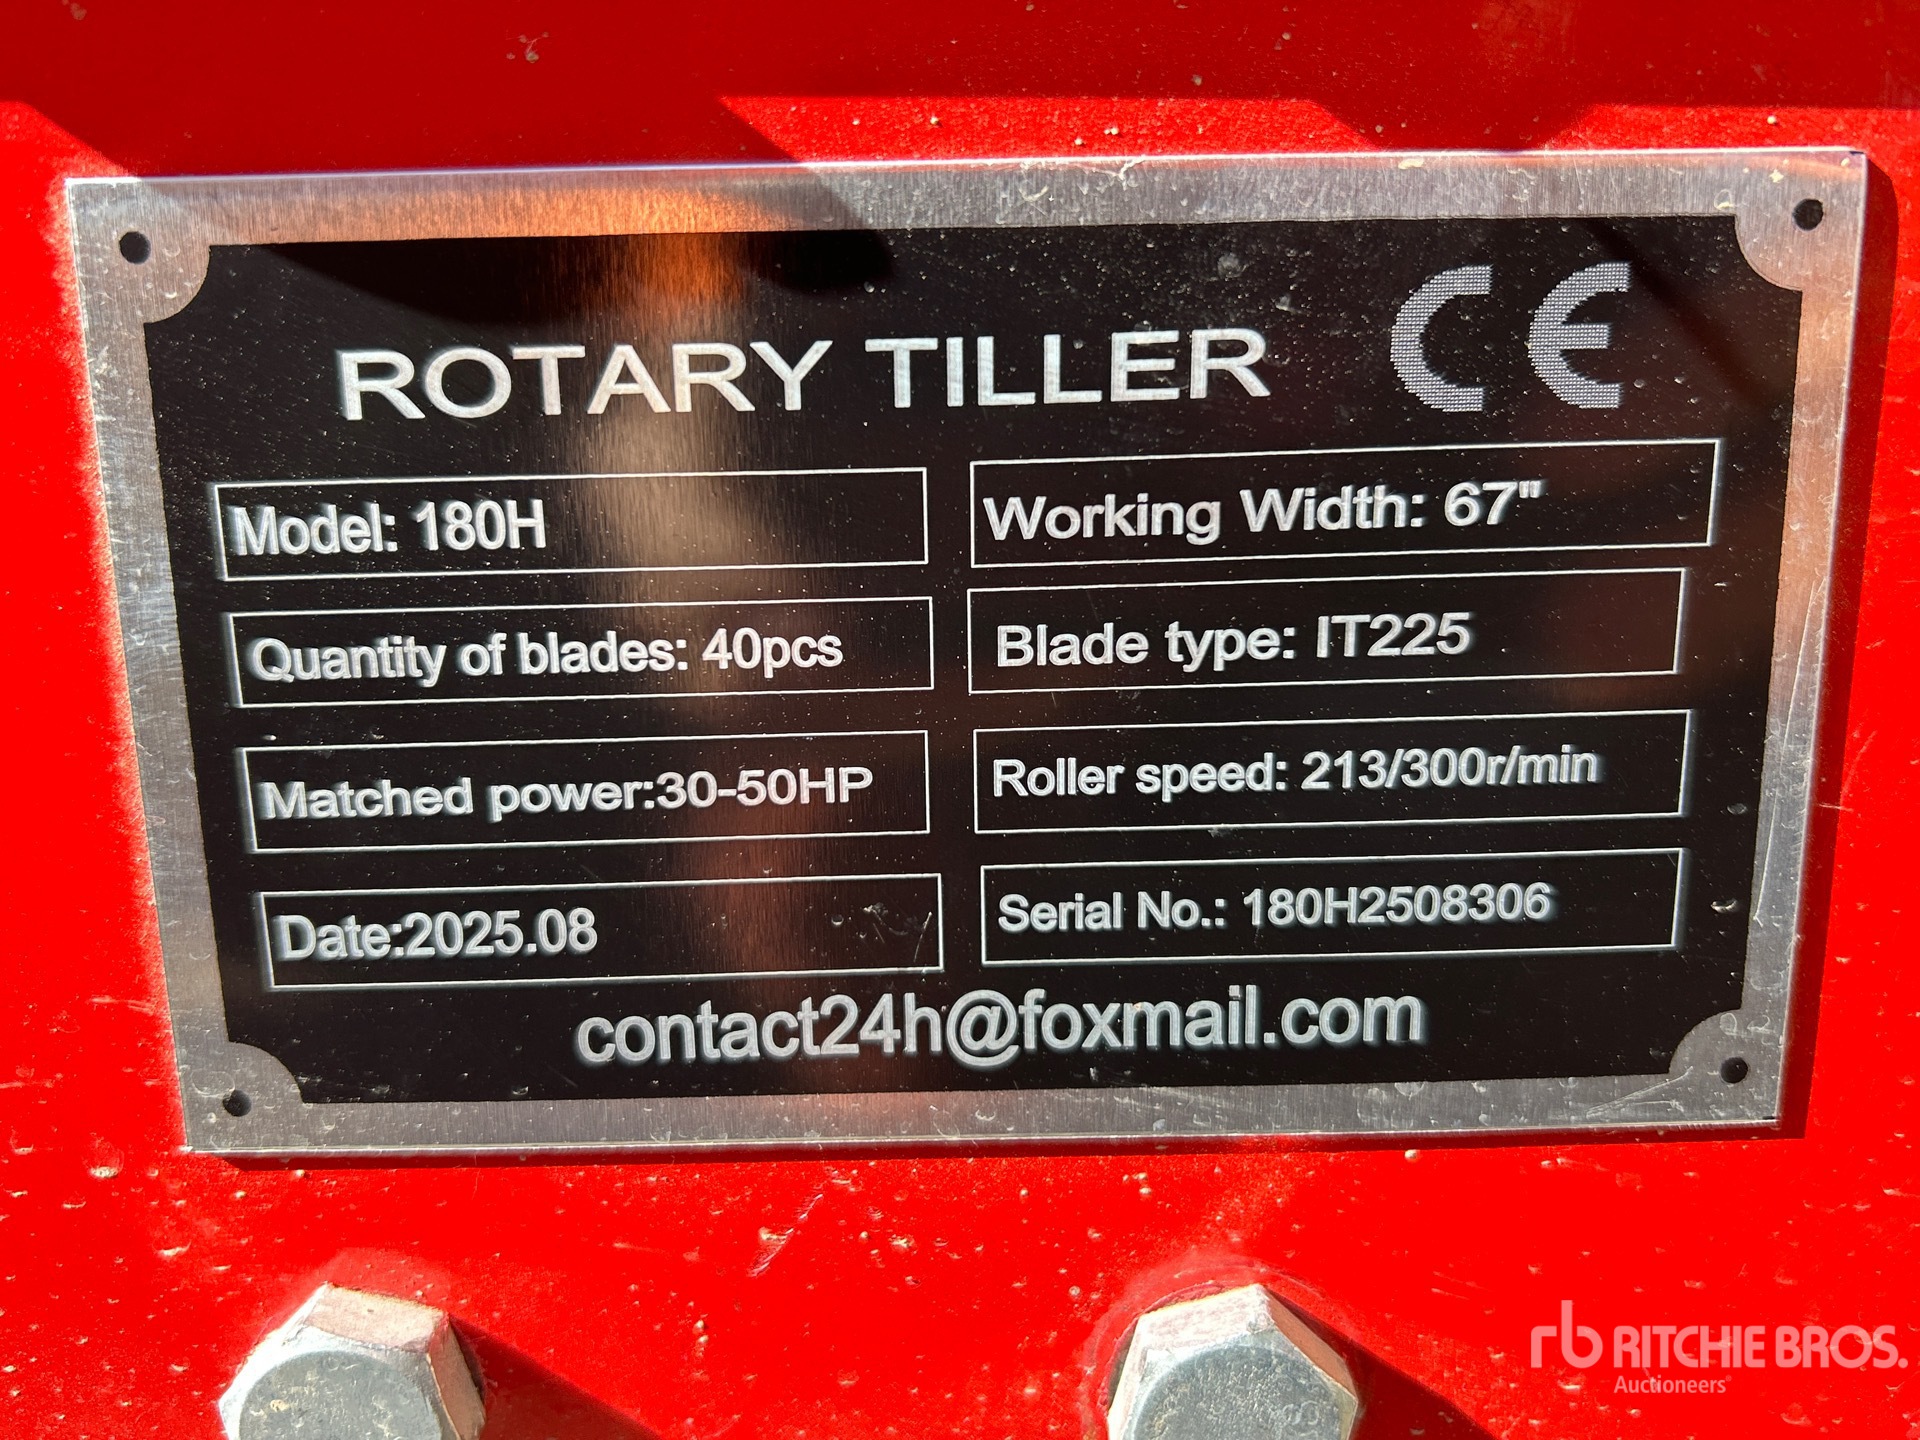 ROTARY TILLER CE
Model: 180H
Working Width: 67"
Quantity of blades: 40pcs
Blade type: IT225
Matched power:30-50HP
Roller speed: 213/300r/min
Date:2025.08
Serial No.: 180H2508306
contact24h@foxmail.com
rb RITCHIE BROS.
Auctioneers